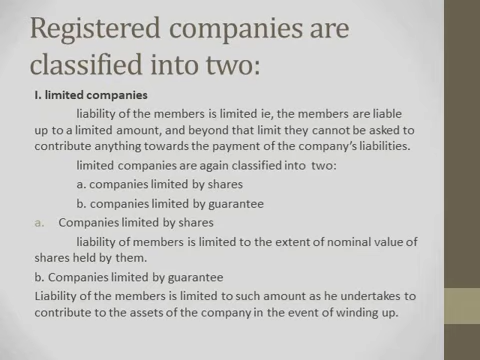 Registered companies are
classified into two:
I. limited companies
liability of the members is limited ie, the members are liable
up to a limited amount, and beyond that limit they cannot be asked to
contribute anything towards the payment of the company's liabilities.
limited companies are again classified into two:
a. companies limited by shares
b. companies limited by guarantee
a. Companies limited by shares
liability of members is limited to the extent of nominal value of
shares held by them.
b. Companies limited by guarantee
Liability of the members is limited to such amount as he undertakes to
contribute to the assets of the company in the event of winding up.